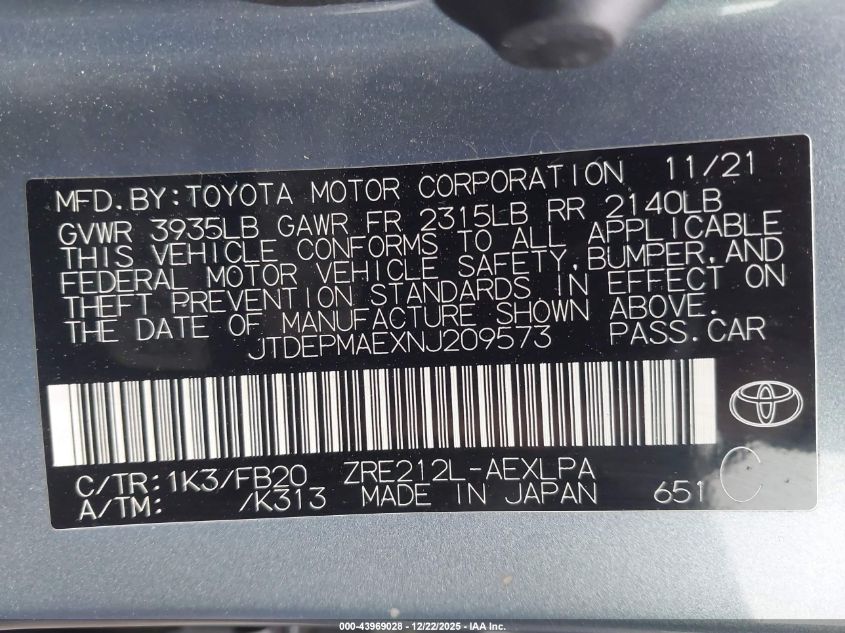 MFD.BY:TOYOTA MOTOR CORPORATION 11/21
GVWR 3935LB GAWR FR 2315LB RR 2140LB
THIS VEHICLE CONFORMS TO ALL APPLICABLE
FEDERAL MOTOR VEHICLE SAFETY,BUMPER,AND
THEFT PREVENTION STANDARDS IN EFFECT ON
THE DATE OF MANUFACTURE SHOWN ABOVE.
JTDEPMAEXNJ209573 PASS.CAR
C/TR:1K3/FB20 ZRE212L-AEXLPA C
A/TM: /K313 MADE IN JAPAN 651
000-43969028 - 12/22/2025 - IAA Inc.